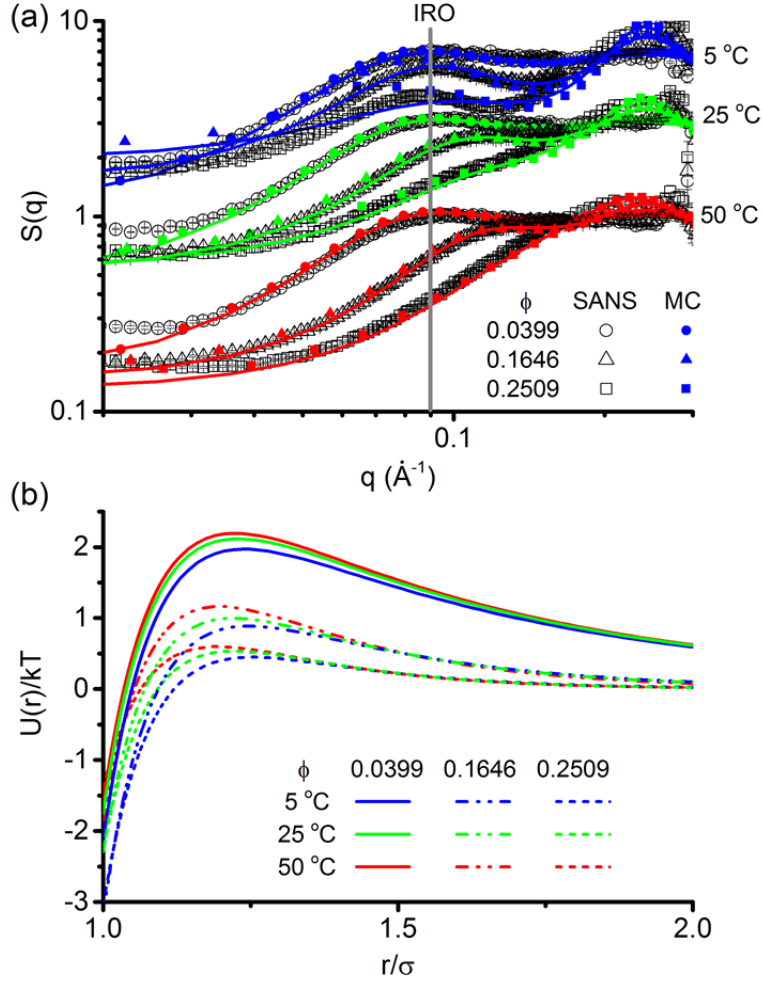 (a)
IRO
10
1
0.1
S(q)
5 °C
25 °C
50 °C
ϕ SANS MC
0.0399
0.1646
0.2509
0.1
q (Å⁻¹)
(b)
2
1
0
-1
-2
-3
U(r)/kT
ϕ 0.0399 0.1646 0.2509
5 °C
25 °C
50 °C
1.0 1.5 2.0
r/σ